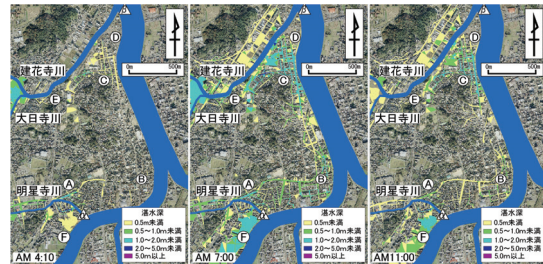 D
0m 500m
建花寺川
C
E
大日寺川
明星寺川
A
B
F
湛水深
0.5m未満
0.5~1.0m未満
1.0~2.0m未満
2.0~5.0m未満
5.0m以上
AM 4:10
D
0m 500m
建花寺川
C
E
大日寺川
明星寺川
A
B
F
湛水深
0.5m未満
0.5~1.0m未満
1.0~2.0m未満
2.0~5.0m未満
5.0m以上
AM 7:00
D
0m 500m
建花寺川
C
E
大日寺川
明星寺川
A
B
F
湛水深
0.5m未満
0.5~1.0m未満
1.0~2.0m未満
2.0~5.0m未満
5.0m以上
AM11:00